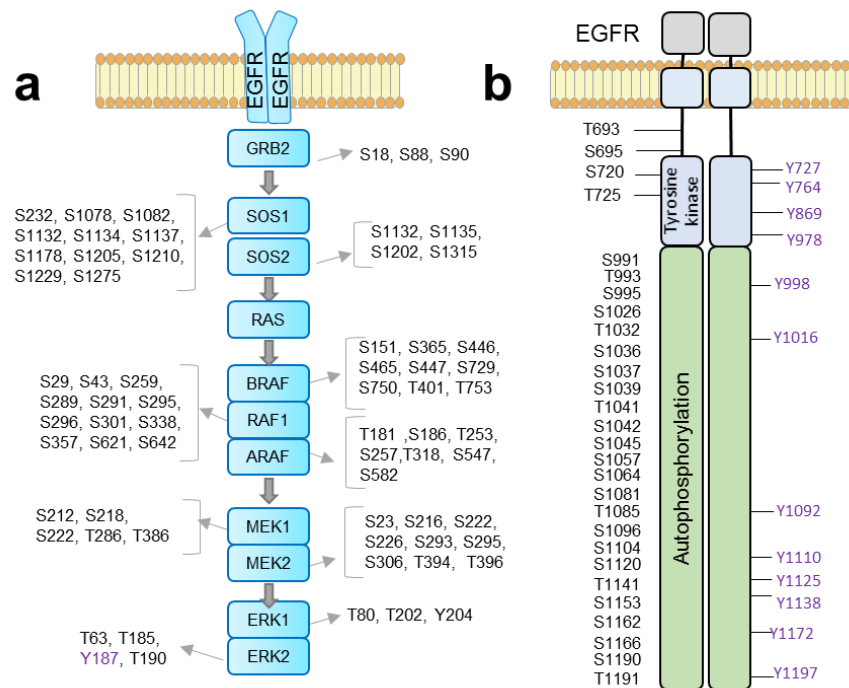 a
EGFR
EGFR
GRB2
S18, S88, S90
SOS1
SOS2
S232, S1078, S1082,
S1132, S1134, S1137,
S1178, S1205, S1210,
S1229, S1275
S1132, S1135,
S1202, S1315
RAS
BRAF
RAF1
ARAF
S151, S365, S446,
S465, S447, S729,
S750, T401, T753
S29, S43, S259,
S289, S291, S295,
S296, S301, S338,
S357, S621, S642
T181 ,S186, T253,
S257,T318, S547,
S582
MEK1
MEK2
S212, S218,
S222, T286, T386
S23, S216, S222,
S226, S293, S295,
S306, T394, T396
ERK1
ERK2
T80, T202, Y204
T63, T185,
Y187, T190
b
EGFR
T693
S695
S720
T725
Tyrosine
kinase
Y727
Y764
Y869
Y978
S991
T993
S995
S1026
T1032
S1036
S1037
S1039
T1041
S1042
S1045
S1057
S1064
S1081
T1085
S1096
S1104
S1120
T1141
S1153
S1162
S1166
S1190
T1191
Autophosphorylation
Y998
Y1016
Y1092
Y1110
Y1125
Y1138
Y1172
Y1197